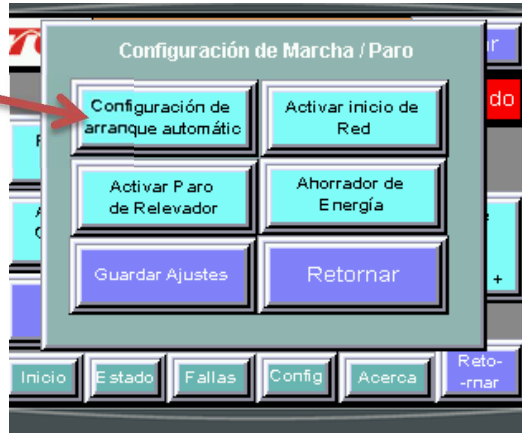 Configuración de Marcha / Paro
Configuración de
arranque automátic
Activar inicio de
Red
Activar Paro
de Relevador
Ahorrador de
Energía
Guardar Ajustes
Retornar
do
+
Inicio
Estado
Fallas
Config
Acerca
Reto-
-rnar